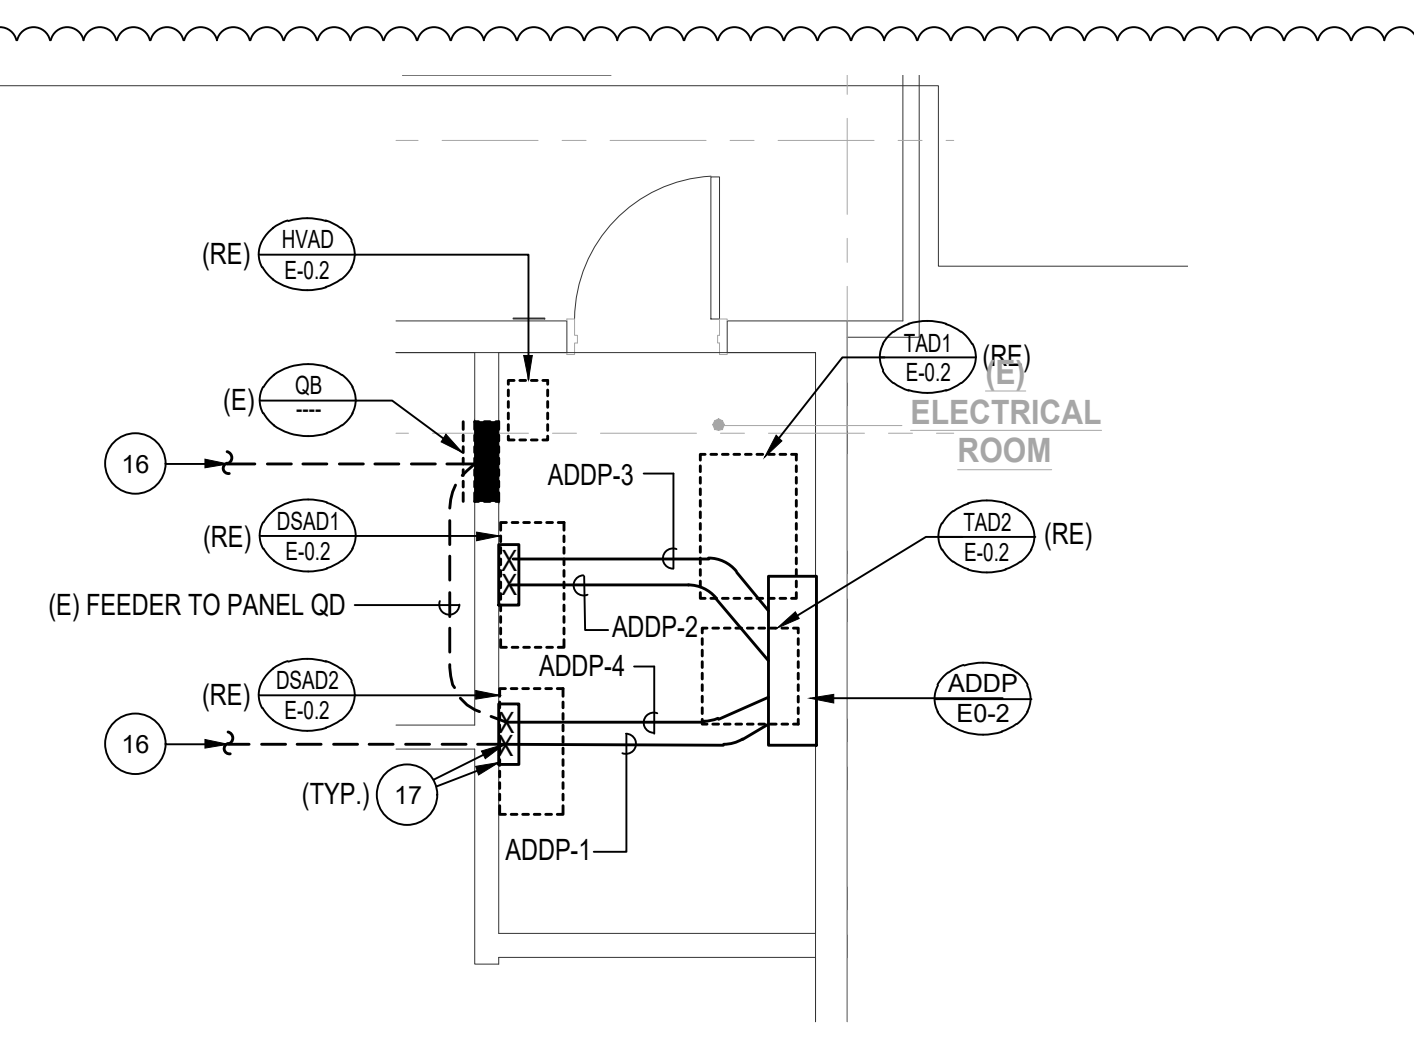 HVAD
(RE)
E-0.2
TAD1
(RE)
E-0.2
(E)
ELECTRICAL
ROOM
QB
(E)
----
16
ADDP-3
DSAD1
(RE)
E-0.2
TAD2
(RE)
E-0.2
(E) FEEDER TO PANEL QD
ADDP-2
ADDP-4
DSAD2
(RE)
E-0.2
ADDP
E0-2
16
X
X
X
X
(TYP.) 17
ADDP-1